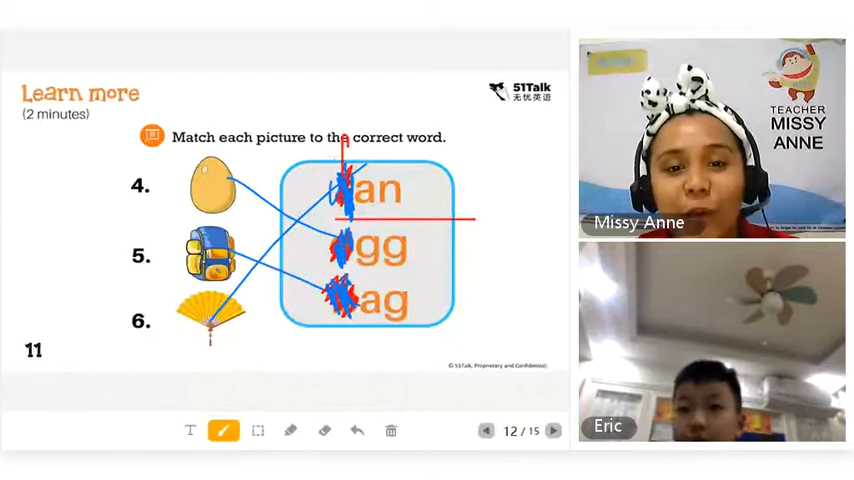 Learn more
(2 minutes)
51Talk
无忧英语
Match each picture to the correct word.
4.
an
5.
gg
6.
ag
11
© 51Talk, Proprietary and Confidential.
T
12 / 15
TEACHER
MISSY
ANNE
Missy Anne
Eric